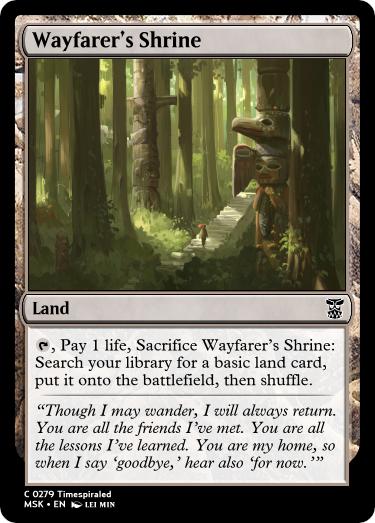 Wayfarer's Shrine
Land
, Pay 1 life, Sacrifice Wayfarer's Shrine:
Search your library for a basic land card,
put it onto the battlefield, then shuffle.
“Though I may wander, I will always return.
You are all the friends I've met. You are all
the lessons I've learned. You are my home, so
when I say ‘goodbye,’ hear also ‘for now.’”
C 0279 Timespiraled
MSK • EN LEI MIN